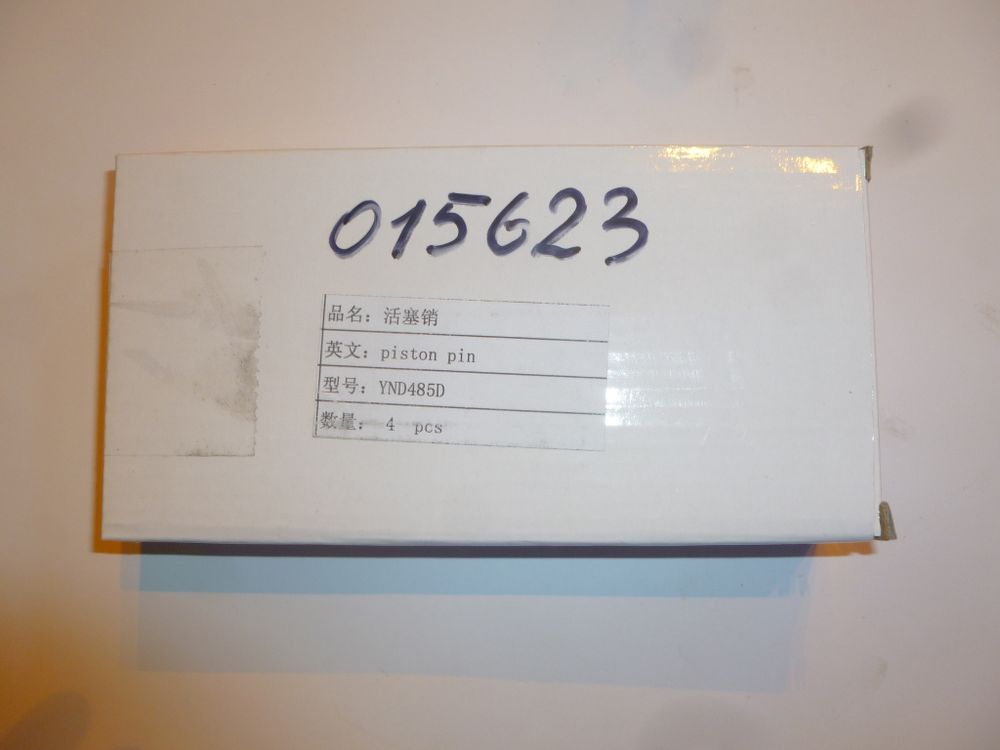 015623
品名：活塞销
英文：piston pin
型号：YND485D
数量： 4 pcs